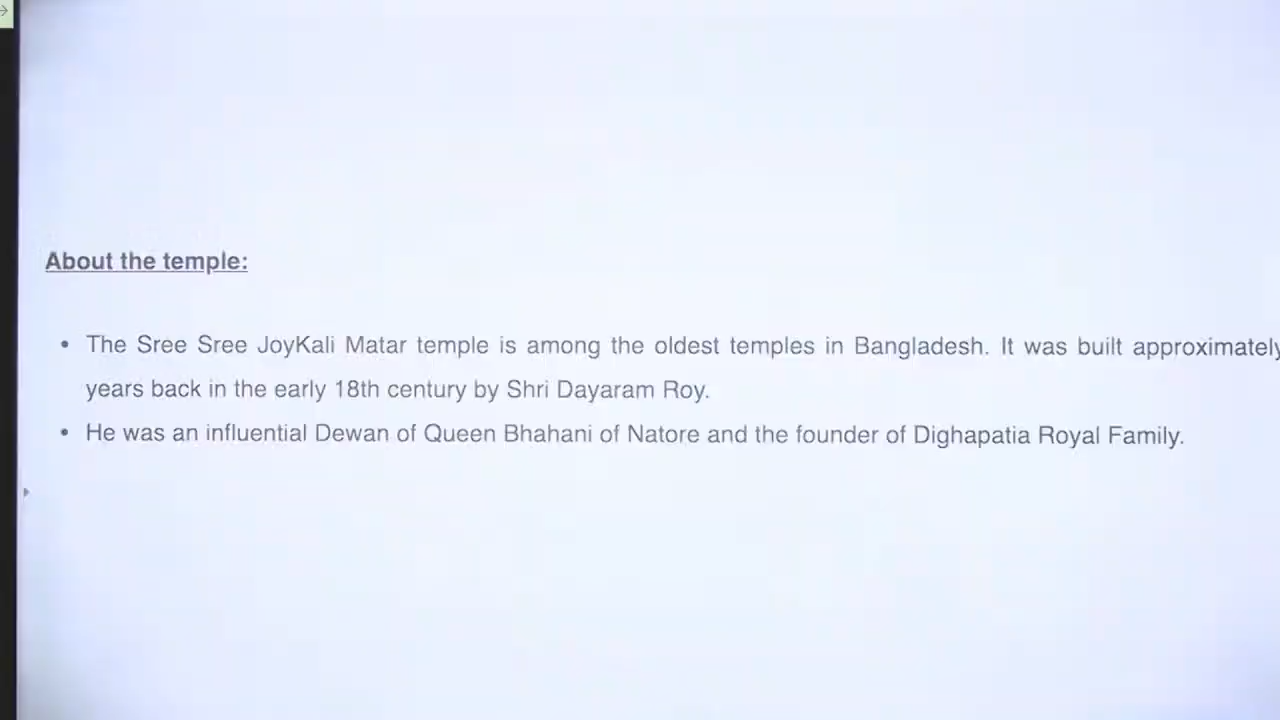 About the temple:
• The Sree Sree JoyKali Matar temple is among the oldest temples in Bangladesh. It was built approximately
years back in the early 18th century by Shri Dayaram Roy.
• He was an influential Dewan of Queen Bhahani of Natore and the founder of Dighapatia Royal Family.